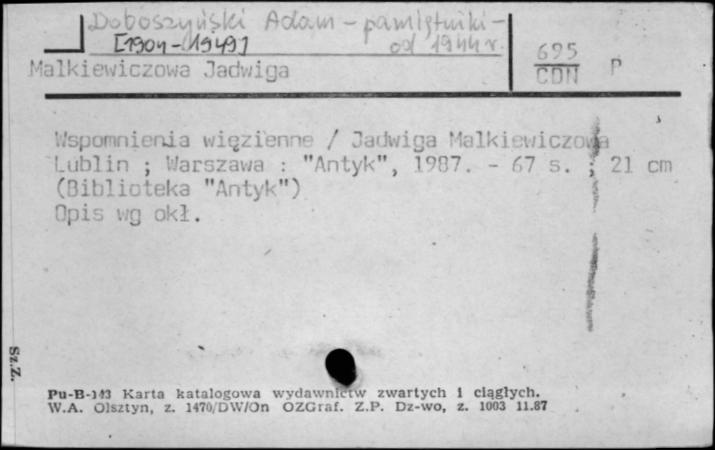 Doboszyński Adam - pamiętniki -
[1904-1949] od 1944 r.
Malkiewiczowa Jadwiga
695
CDN P
Wspomnienia więzienne / Jadwiga Malkiewiczowa
Lublin ; Warszawa : "Antyk", 1987. - 67 s. ; 21 cm
(Biblioteka "Antyk")
Opis wg okł.
Sz.Z.
Pu-B-143 Karta katalogowa wydawnictw zwartych i ciągłych.
W.A. Olsztyn, z. 1470/DW/On OZGraf. Z.P. Dz-wo, z. 1003 11.87